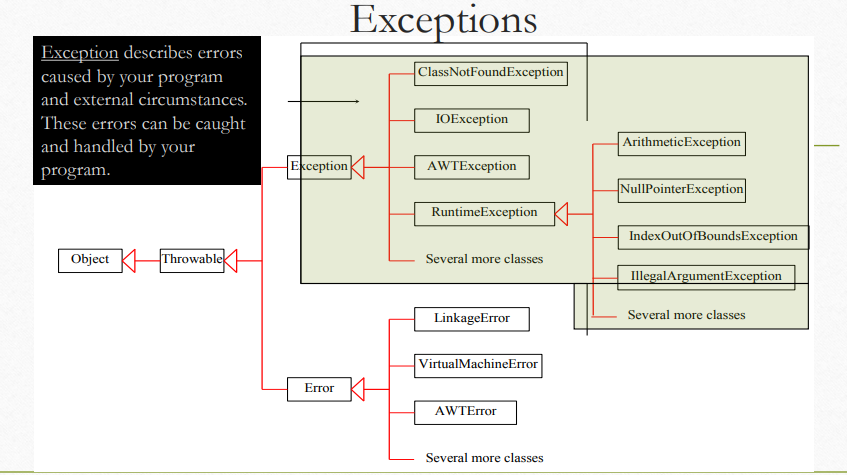 Exceptions
Exception describes errors
caused by your program
and external circumstances.
These errors can be caught
and handled by your
program.
ClassNotFoundException
IOException
ArithmeticException
Exception
AWTException
NullPointerException
RuntimeException
IndexOutOfBoundsException
Object
Throwable
Several more classes
IllegalArgumentException
LinkageError
Several more classes
VirtualMachineError
Error
AWTError
Several more classes